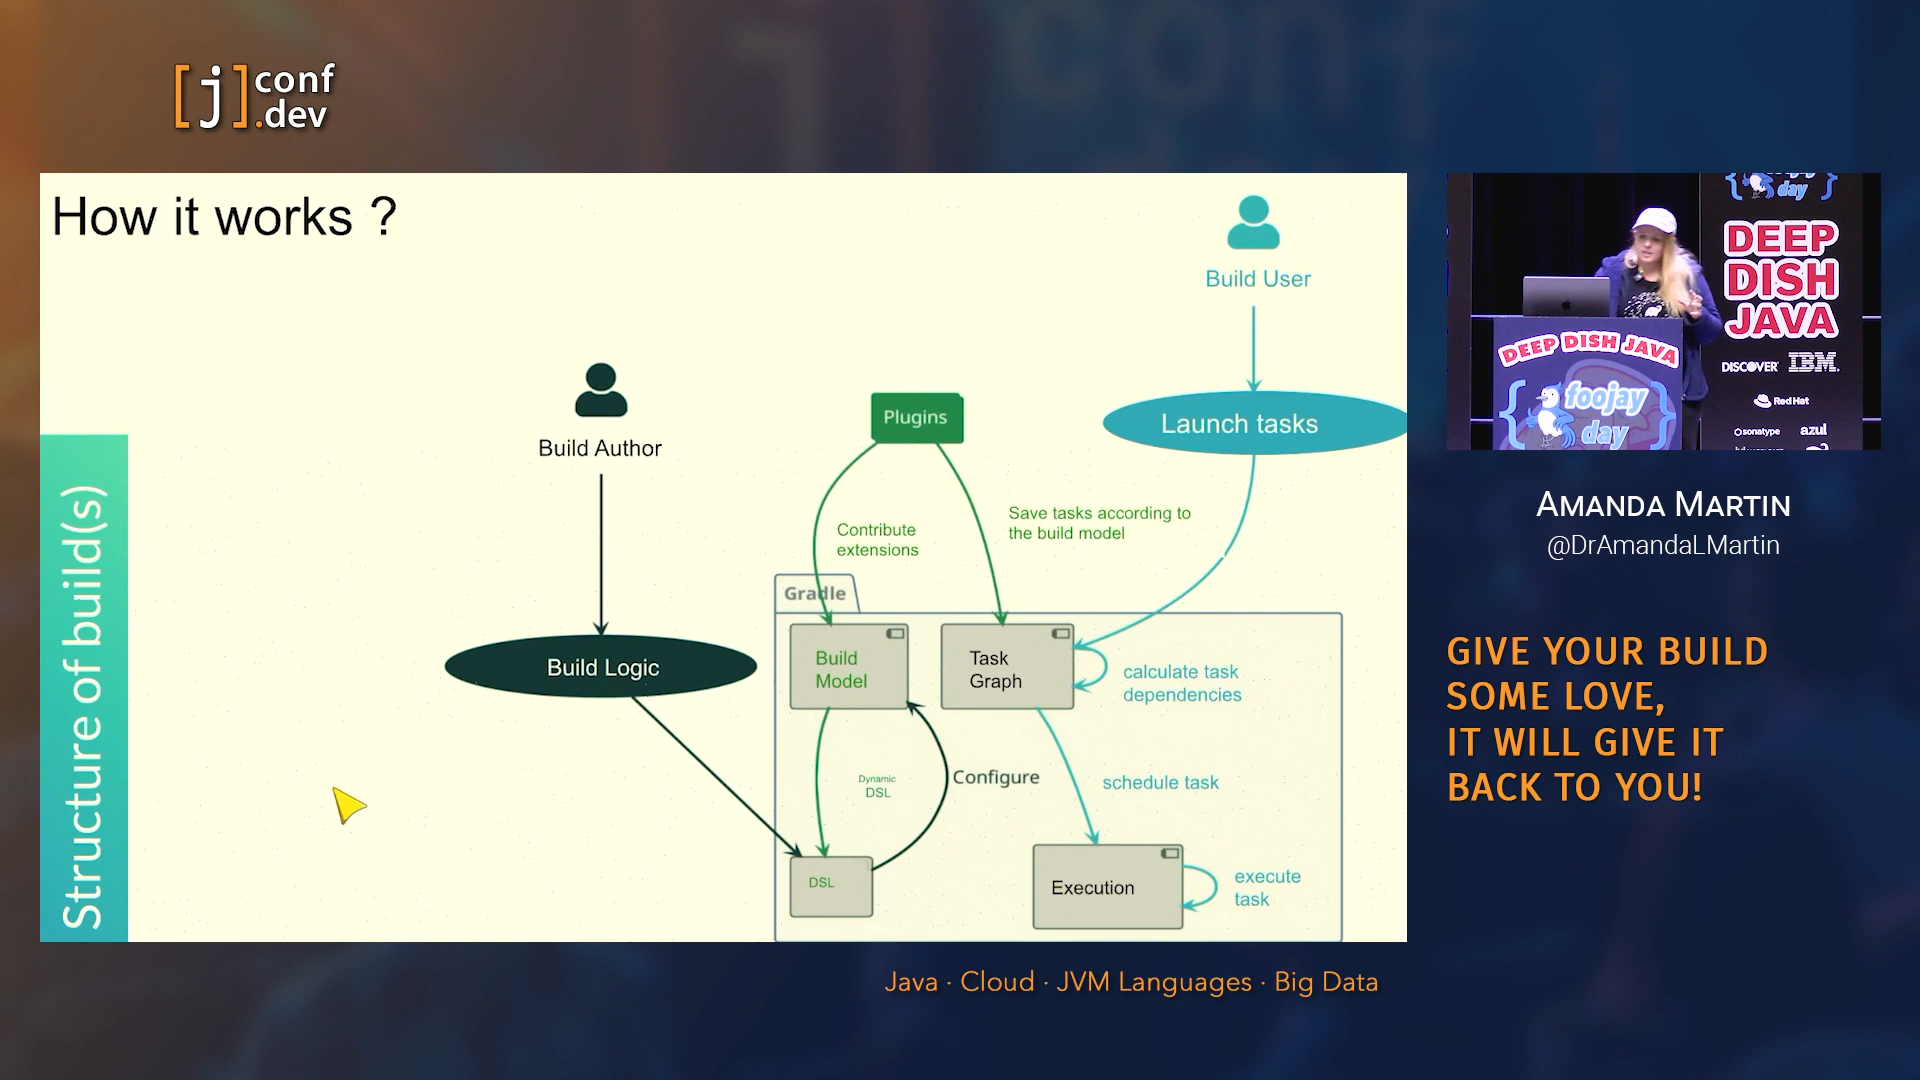 [j]conf
.dev
How it works ?
Structure of build(s)
Build User
Launch tasks
Build Author
Plugins
Save tasks according to
the build model
Contribute
extensions
Gradle
Build Logic
Build
Model
Task
Graph
calculate task
dependencies
Dynamic
DSL
Configure
schedule task
DSL
Execution
execute
task
foojay
day
DEEP
DISH
JAVA
DISCOVER IBM.
Red Hat
sonatype azul
DEEP DISH JAVA
{foojay
day}
AMANDA MARTIN
@DrAmandaLMartin
GIVE YOUR BUILD
SOME LOVE,
IT WILL GIVE IT
BACK TO YOU!
Java · Cloud · JVM Languages · Big Data